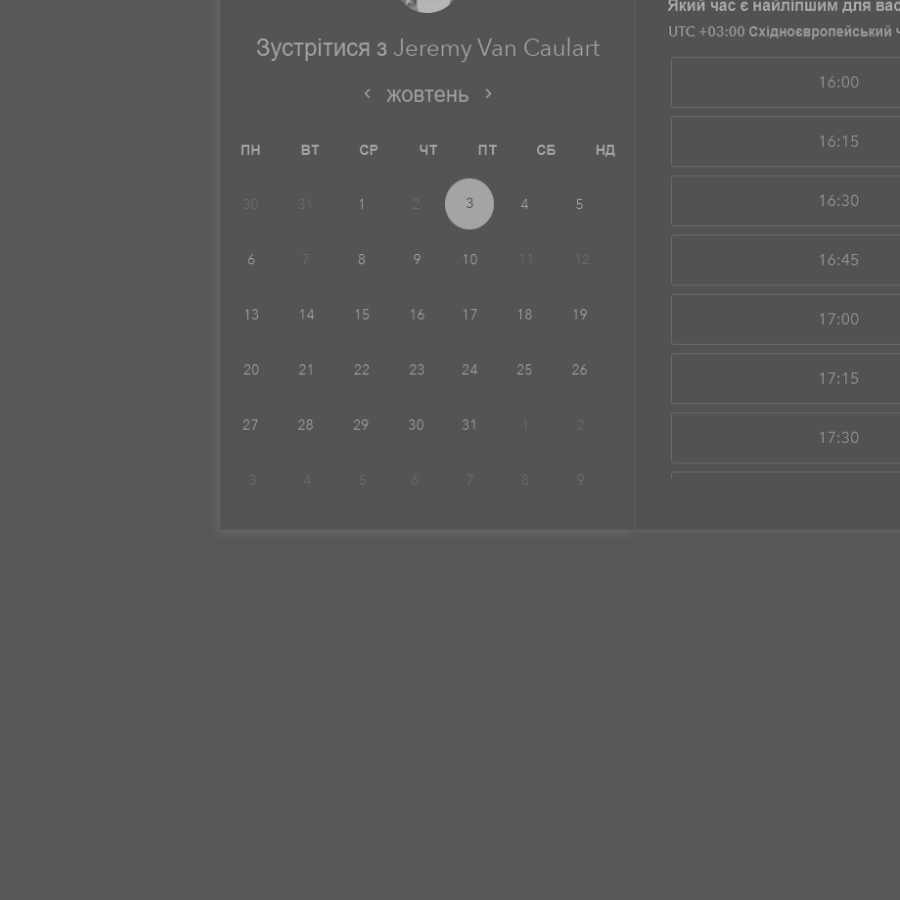 Зустрітися з Jeremy Van Caulart
‹ жовтень ›
ПН ВТ СР ЧТ ПТ СБ НД
30 31 1 2 3 4 5
6 7 8 9 10 11 12
13 14 15 16 17 18 19
20 21 22 23 24 25 26
27 28 29 30 31 1 2
3 4 5 6 7 8 9
Який час є найліпшим для вас
UTC +03:00 Східноєвропейський
16:00
16:15
16:30
16:45
17:00
17:15
17:30